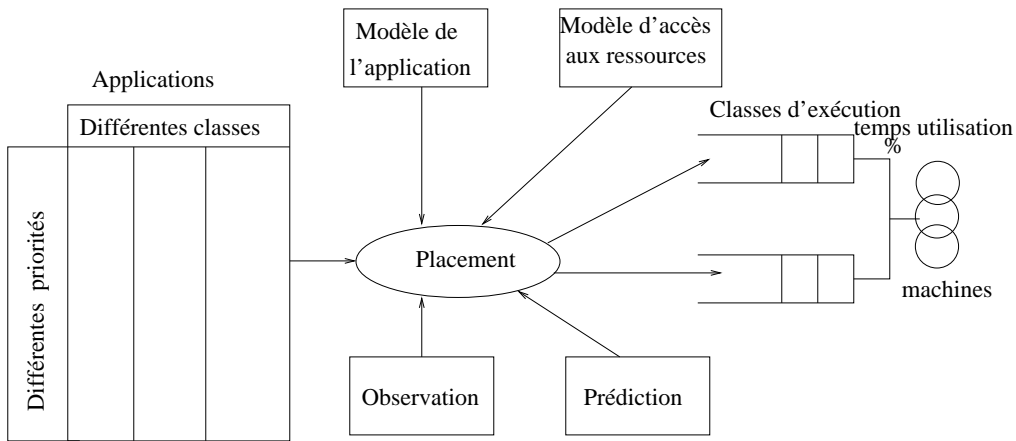 Modèle de
l'application
Modèle d'accès
aux ressources
Applications
Différentes classes
Différentes priorités
Classes d'exécution
temps utilisation
%
Placement
machines
Observation
Prédiction